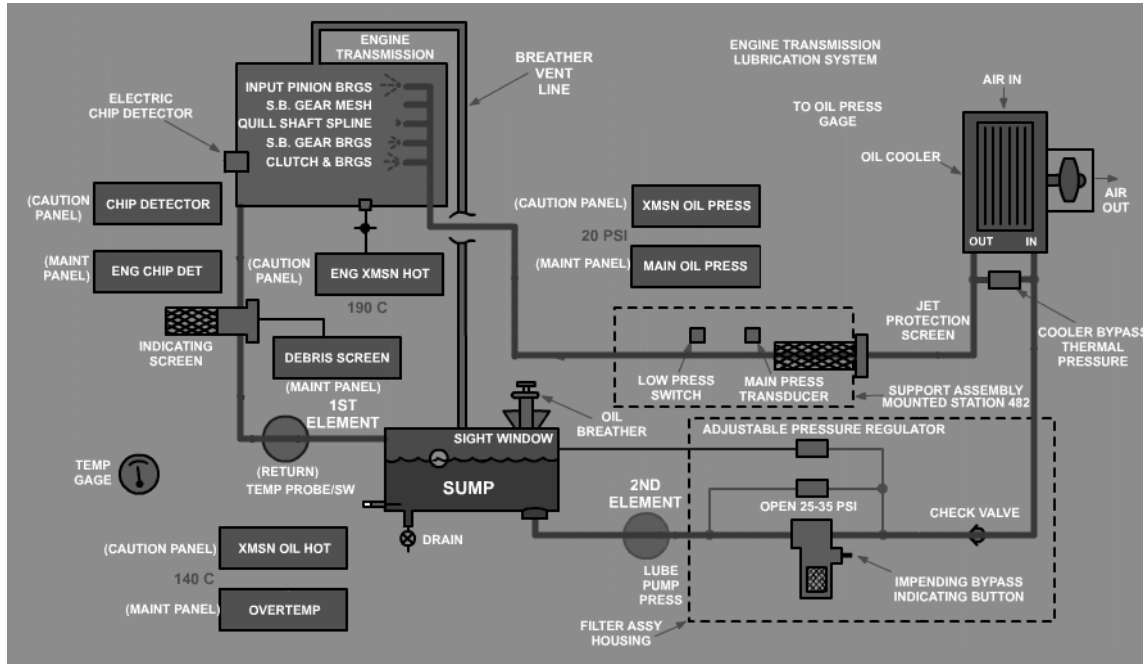 ENGINE
TRANSMISSION
INPUT PINION BRGS
S.B. GEAR MESH
QUILL SHAFT SPLINE
S.B. GEAR BRGS
CLUTCH & BRGS
BREATHER
VENT
LINE
ENGINE TRANSMISSION
LUBRICATION SYSTEM
AIR IN
TO OIL PRESS
GAGE
OIL COOLER
AIR
OUT
OUT
IN
ELECTRIC
CHIP DETECTOR
(CAUTION
PANEL)
CHIP DETECTOR
(MAINT
PANEL)
ENG CHIP DET
(CAUTION
PANEL)
ENG XMSN HOT
190 C
(CAUTION PANEL)
XMSN OIL PRESS
20 PSI
(MAINT PANEL)
MAIN OIL PRESS
INDICATING
SCREEN
DEBRIS SCREEN
(MAINT PANEL)
JET
PROTECTION
SCREEN
COOLER BYPASS
THERMAL
PRESSURE
LOW PRESS
SWITCH
MAIN PRESS
TRANSDUCER
SUPPORT ASSEMBLY
MOUNTED STATION 482
1ST
ELEMENT
(RETURN)
TEMP PROBE/SW
OIL
BREATHER
SIGHT WINDOW
SUMP
DRAIN
TEMP
GAGE
ADJUSTABLE PRESSURE REGULATOR
2ND
ELEMENT
OPEN 25-35 PSI
CHECK VALVE
LUBE
PUMP
PRESS
IMPENDING BYPASS
INDICATING BUTTON
FILTER ASSY
HOUSING
(CAUTION PANEL)
XMSN OIL HOT
140 C
(MAINT PANEL)
OVERTEMP